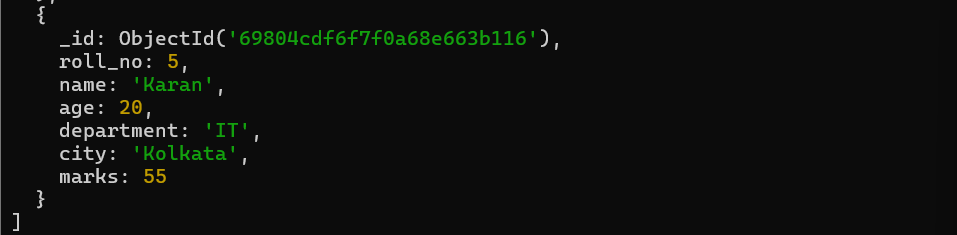 {
_id: ObjectId('69804cdf6f7f0a68e663b116'),
roll_no: 5,
name: 'Karan',
age: 20,
department: 'IT',
city: 'Kolkata',
marks: 55
}
]